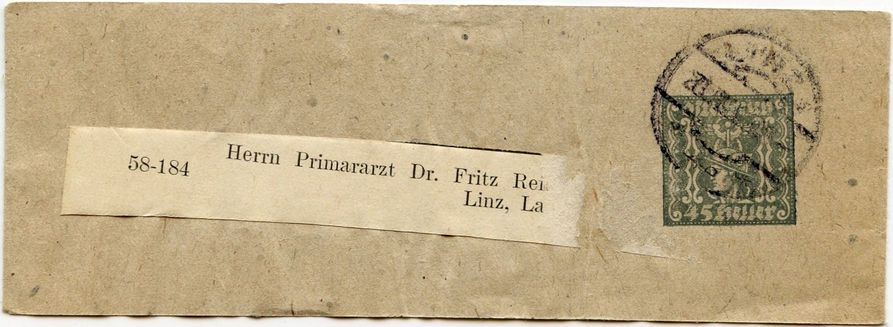 58-184 Herrn Primararzt Dr. Fritz Rei
Linz, La
45 Heller